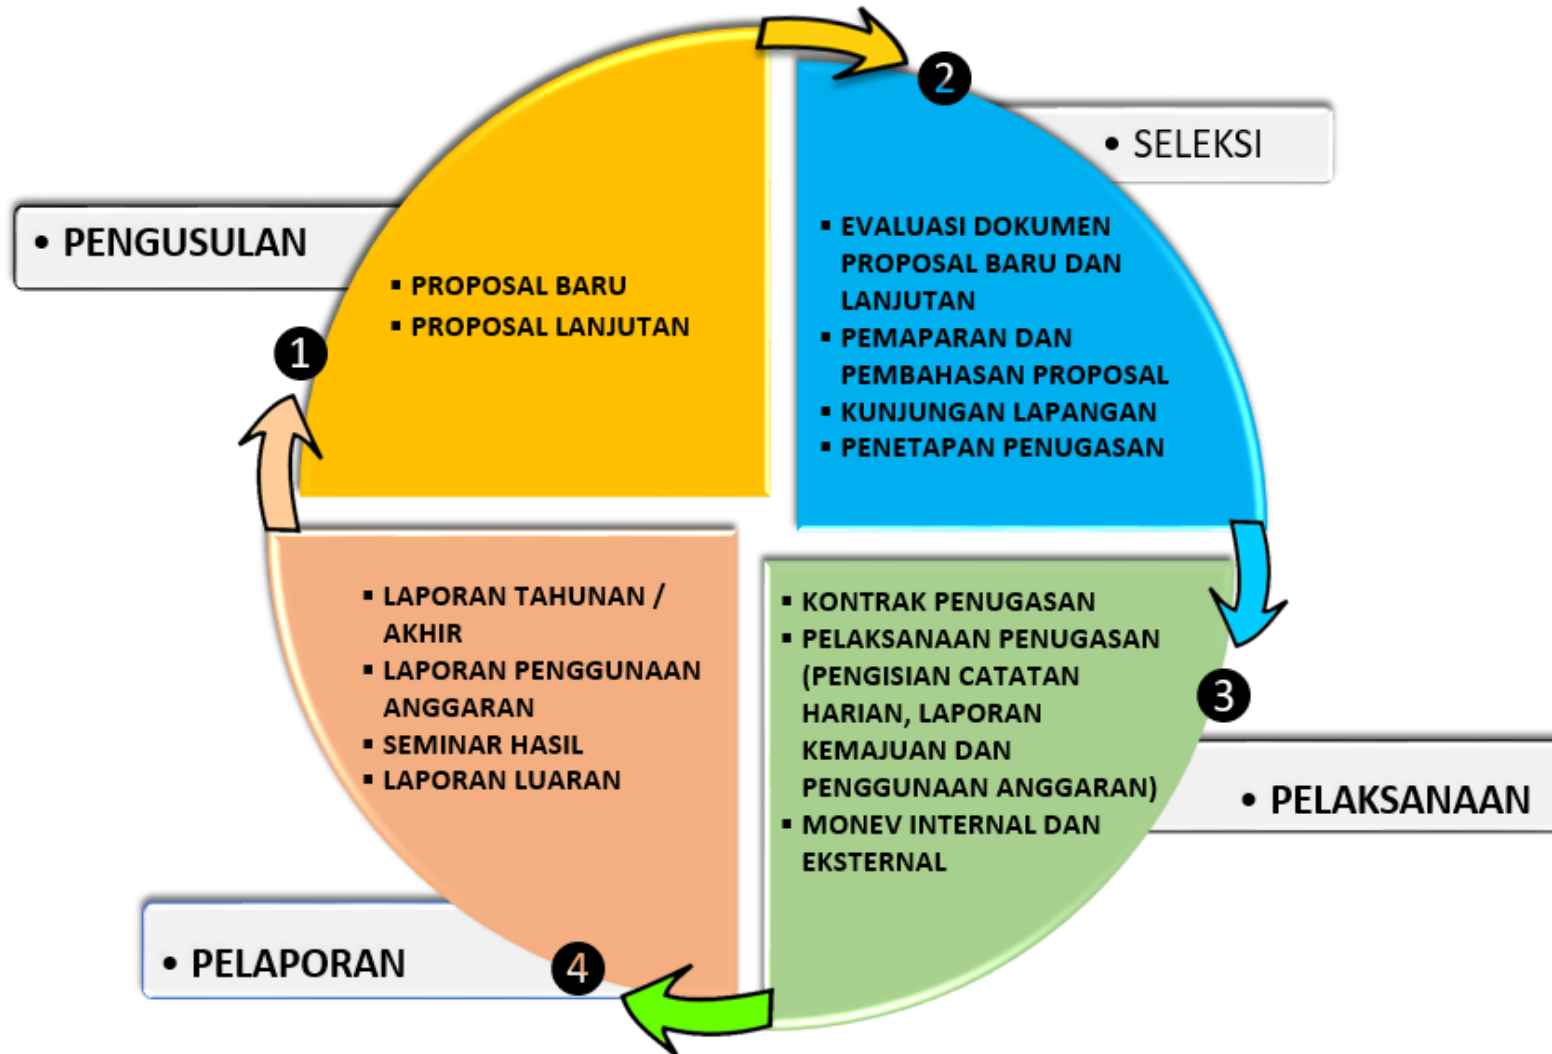 1
• PENGUSULAN
▪ PROPOSAL BARU
▪ PROPOSAL LANJUTAN
2
• SELEKSI
▪ EVALUASI DOKUMEN
PROPOSAL BARU DAN
LANJUTAN
▪ PEMAPARAN DAN
PEMBAHASAN PROPOSAL
▪ KUNJUNGAN LAPANGAN
▪ PENETAPAN PENUGASAN
3
• PELAKSANAAN
▪ KONTRAK PENUGASAN
▪ PELAKSANAAN PENUGASAN
(PENGISIAN CATATAN
HARIAN, LAPORAN
KEMAJUAN DAN
PENGGUNAAN ANGGARAN)
▪ MONEV INTERNAL DAN
EKSTERNAL
4
• PELAPORAN
▪ LAPORAN TAHUNAN /
AKHIR
▪ LAPORAN PENGGUNAAN
ANGGARAN
▪ SEMINAR HASIL
▪ LAPORAN LUARAN